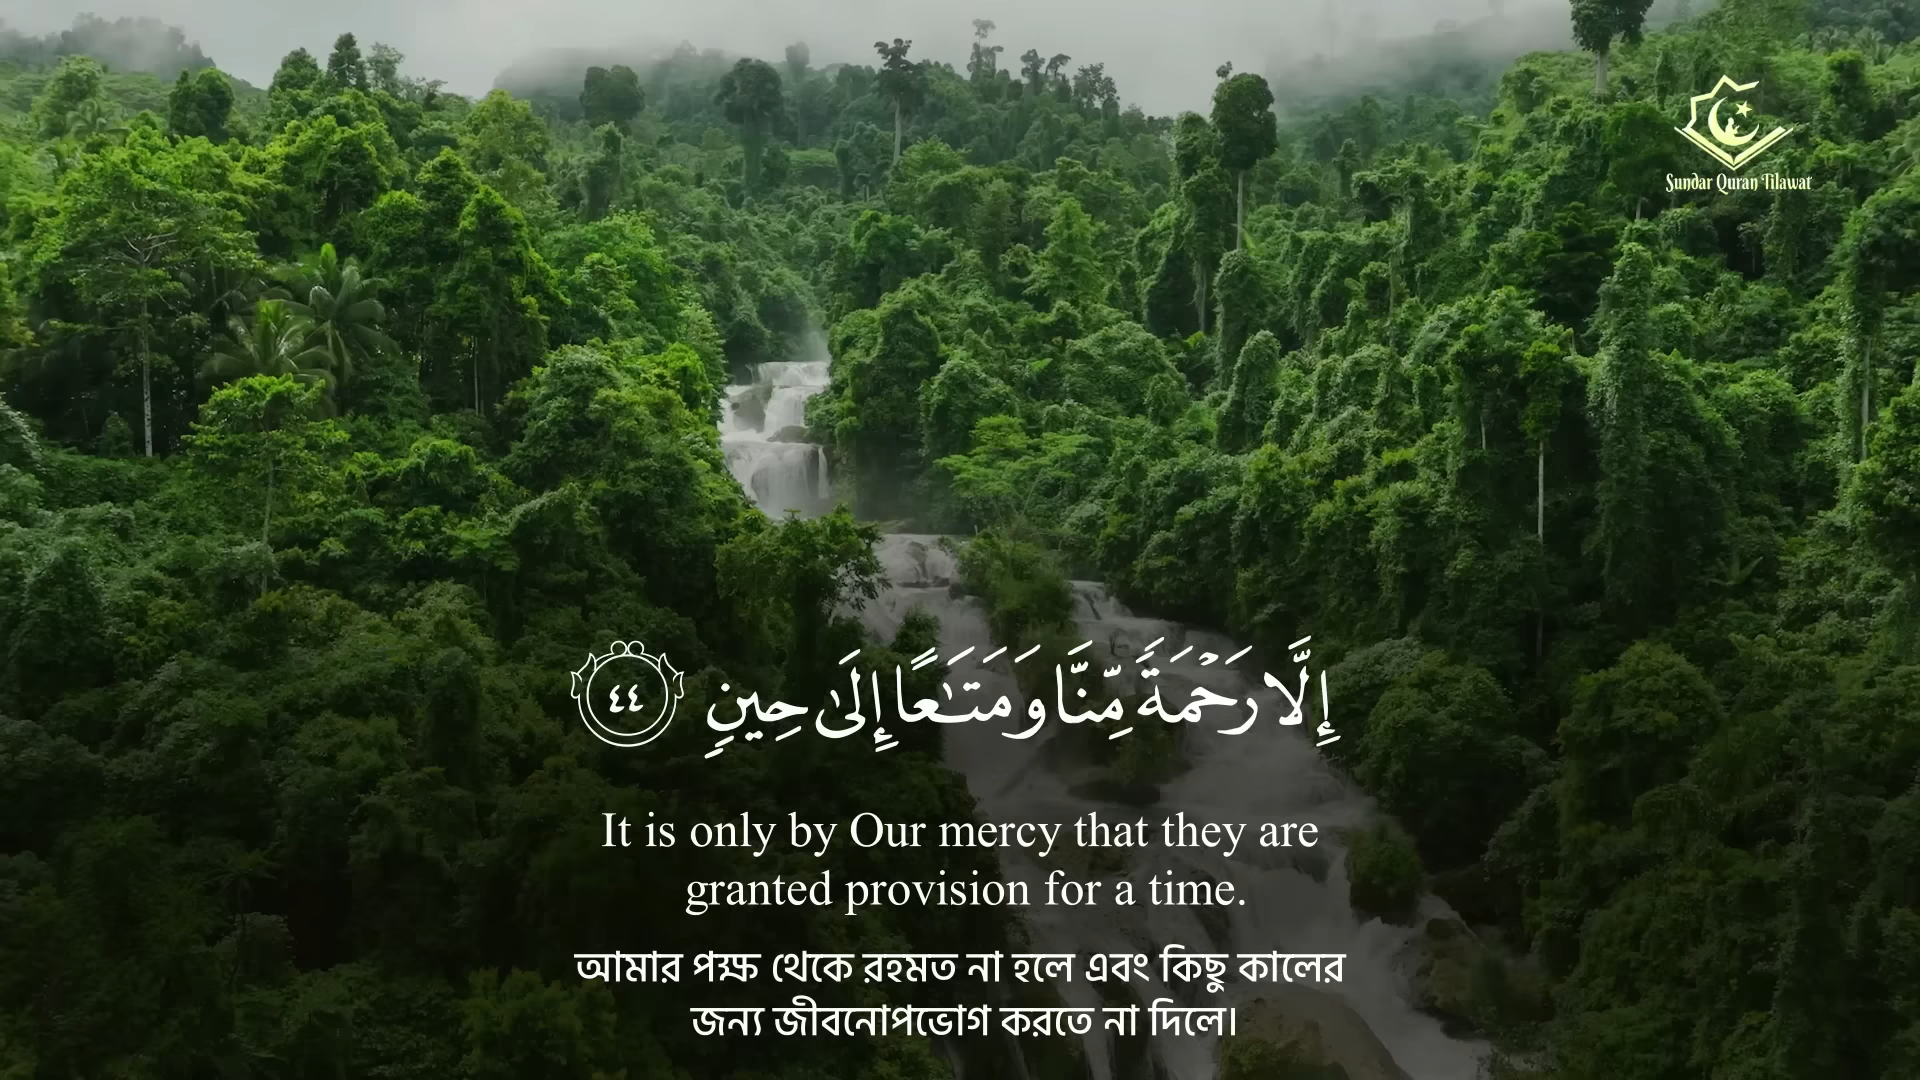 Sundar Quran Tilawat
إِلَّا رَحْمَةً مِّنَّا وَمَتَـٰعًا إِلَىٰ حِينٍ ٤٤
It is only by Our mercy that they are
granted provision for a time.
আমার পক্ষ থেকে রহমত না হলে এবং কিছু কালের
জন্য জীবনোপভোগ করতে না দিলে।